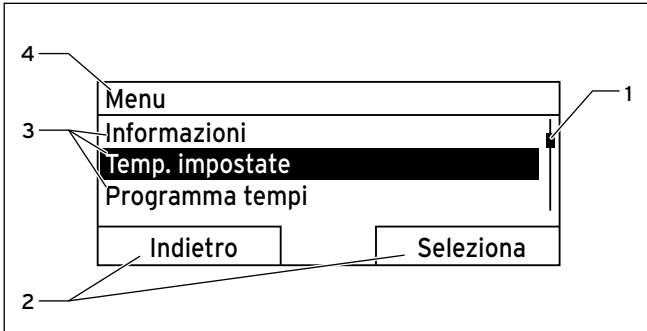 4
Menu
1
3
Informazioni
Temp. impostate
Programma tempi
Indietro
Seleziona
2